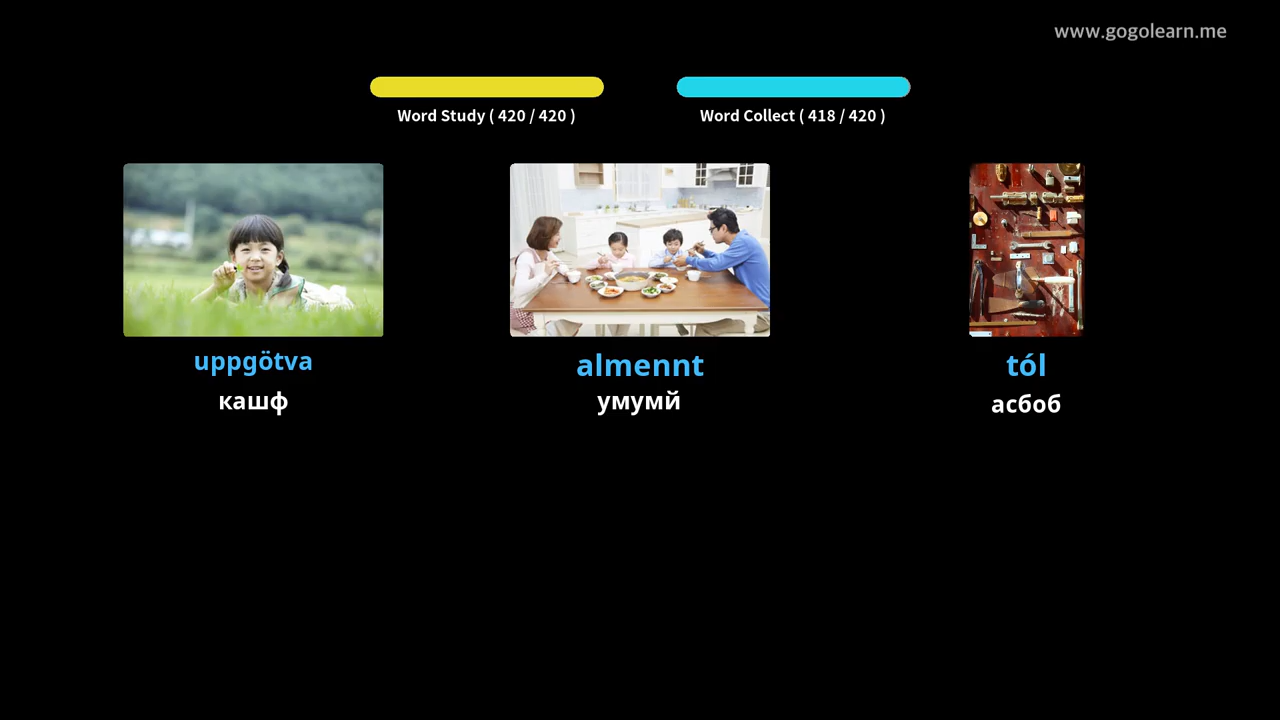 www.gogolearn.me
Word Study ( 420 / 420 )
Word Collect ( 418 / 420 )
uppgötva
almennt
tól
кашф
умумй
асбоб